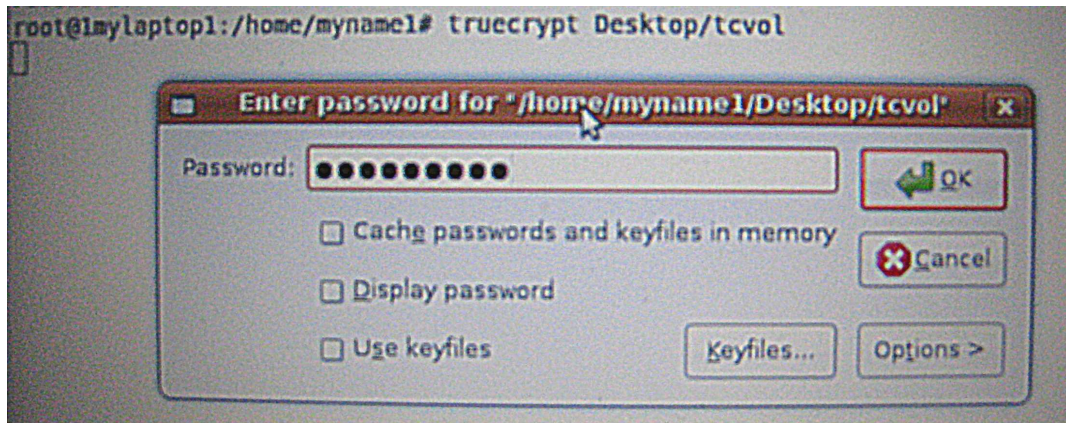 root@1mylaptop1:/home/myname1# truecrypt Desktop/tcvol
Enter password for "/home/myname1/Desktop/tcvol"
Password: ●●●●●●●●●
OK
Cache passwords and keyfiles in memory
Cancel
Display password
Use keyfiles
Keyfiles...
Options >